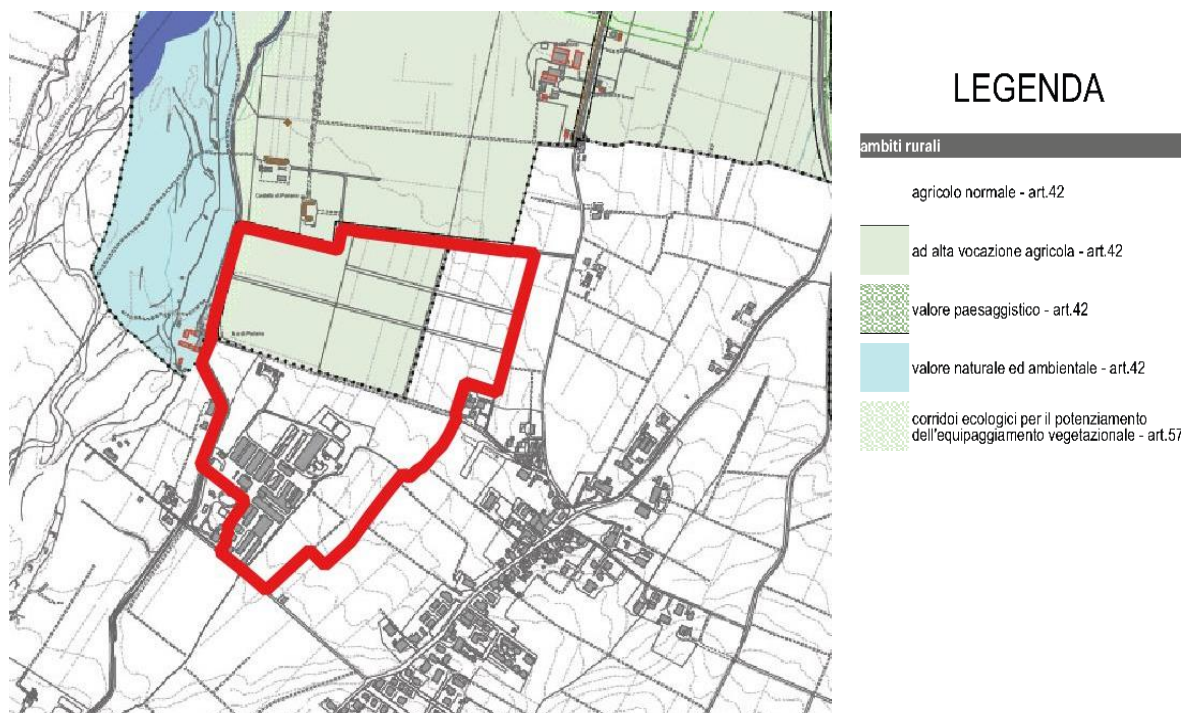 LEGENDA
ambiti rurali
agricolo normale - art.42
ad alta vocazione agricola - art.42
valore paesaggistico - art.42
valore naturale ed ambientale - art.42
corridoi ecologici per il potenziamento
dell'equipaggiamento vegetazionale - art.57